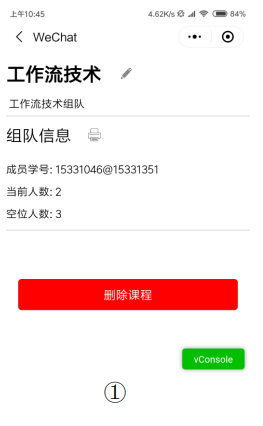 上午10:45
4.62K/s
84%
WeChat
工作流技术
工作流技术组队
组队信息
成员学号: 15331046@15331351
当前人数: 2
空位人数: 3
删除课程
vConsole
①